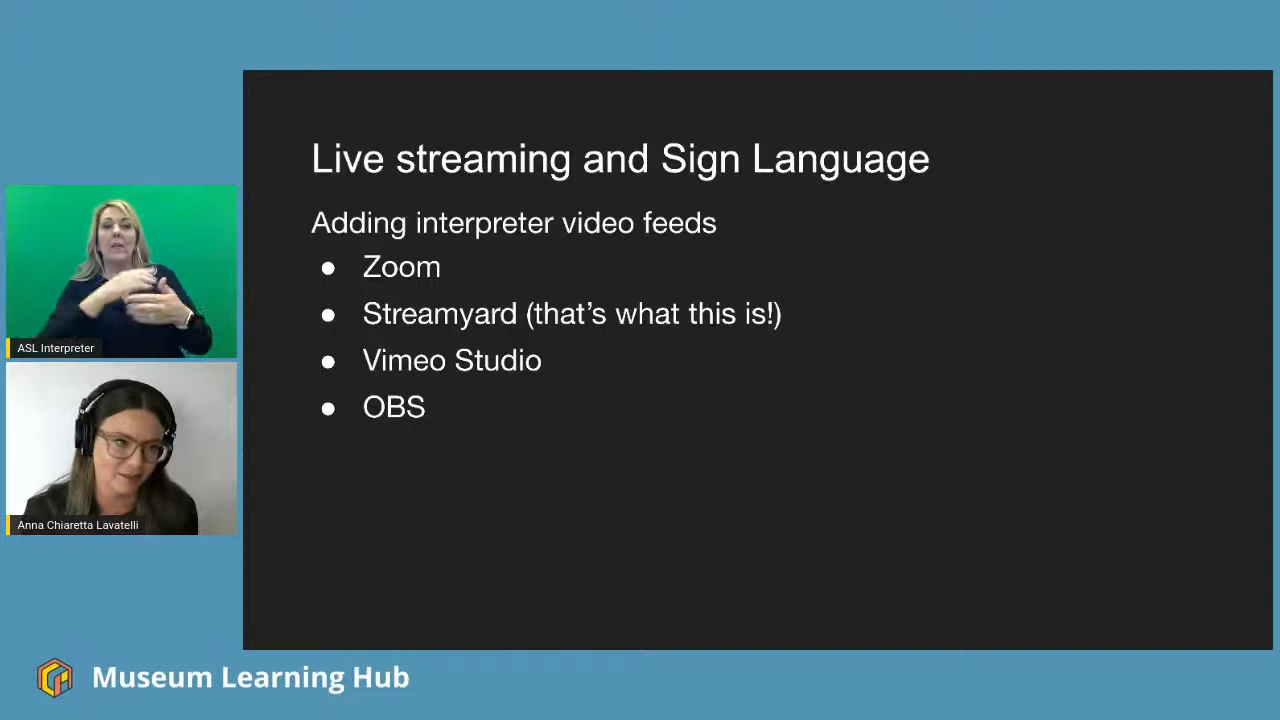 Live streaming and Sign Language
Adding interpreter video feeds
● Zoom
● Streamyard (that’s what this is!)
● Vimeo Studio
● OBS
ASL Interpreter
Anna Chiaretta Lavatelli
Museum Learning Hub